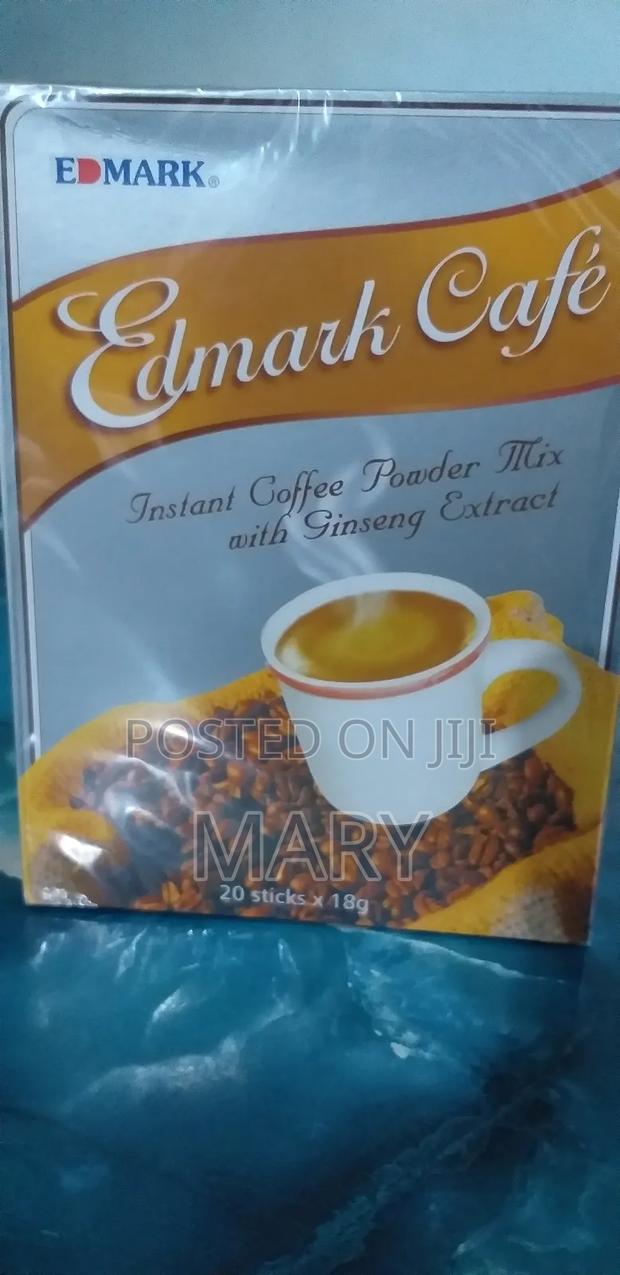 EDMARK®
Edmark Café
Instant Coffee Powder Mix
with Ginseng Extract
POSTED ON JIJI
MARY
20 sticks x 18g